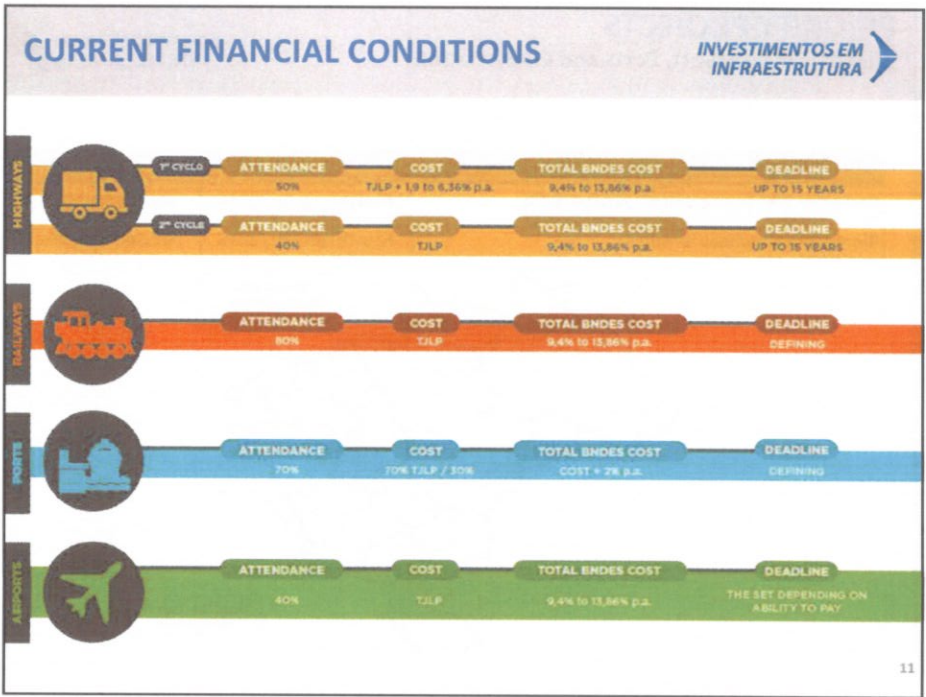 CURRENT FINANCIAL CONDITIONS
INVESTIMENTOS EM
INFRAESTRUTURA
HIGHWAYS
1st CYCLO
ATTENDANCE
COST
TOTAL BNDES COST
DEADLINE
50%
TJLP + 1,9 to 6,36% p.a.
9,4% to 13,86% p.a.
UP TO 15 YEARS
2nd CYCLE
ATTENDANCE
COST
TOTAL BNDES COST
DEADLINE
40%
TJLP
9,4% to 13,86% p.a.
UP TO 15 YEARS
RAILWAYS
ATTENDANCE
COST
TOTAL BNDES COST
DEADLINE
80%
TJLP
9,4% to 13,86% p.a.
DEFINING
PORTS
ATTENDANCE
COST
TOTAL BNDES COST
DEADLINE
70%
70% TJLP / 30%
COST + 2% p.a.
DEFINING
AIRPORTS
ATTENDANCE
COST
TOTAL BNDES COST
DEADLINE
40%
TJLP
9,4% to 13,86% p.a.
THE SET DEPENDING ON
ABILITY TO PAY
11